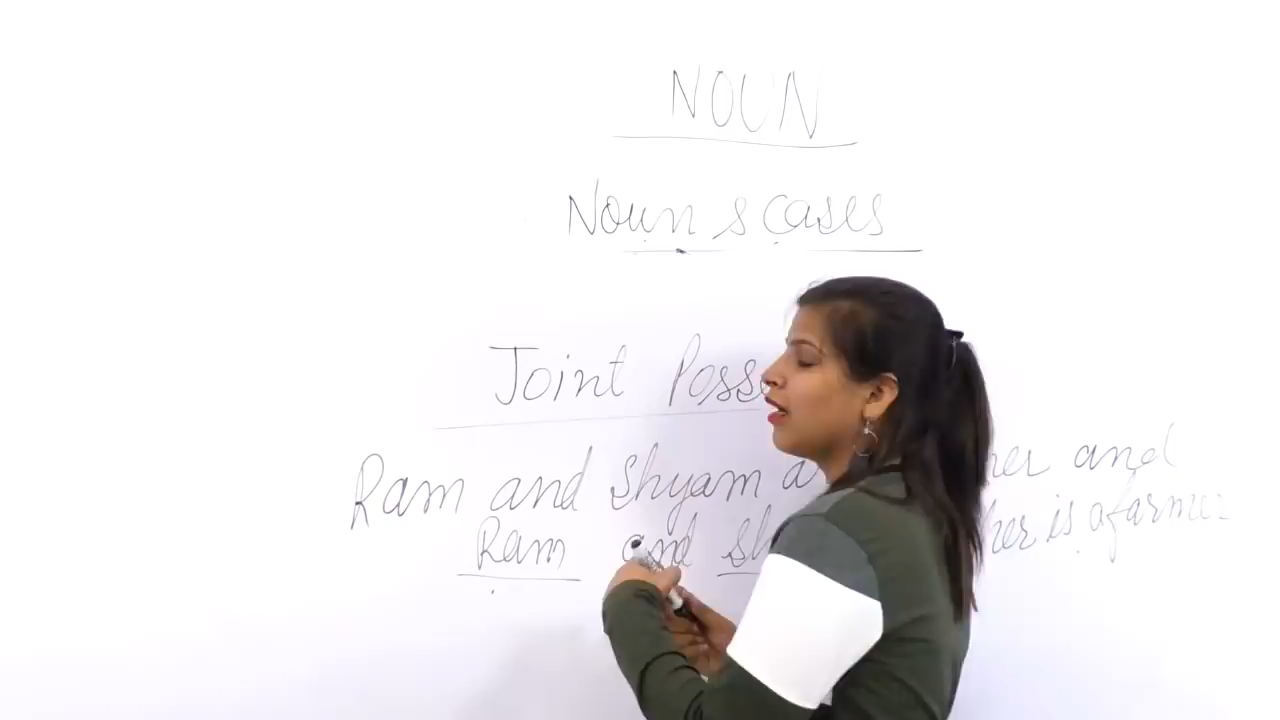 NOUN
Noun s cases
Joint Poss
Ram and Shyam a her and
Ram and Sh her is a farmer